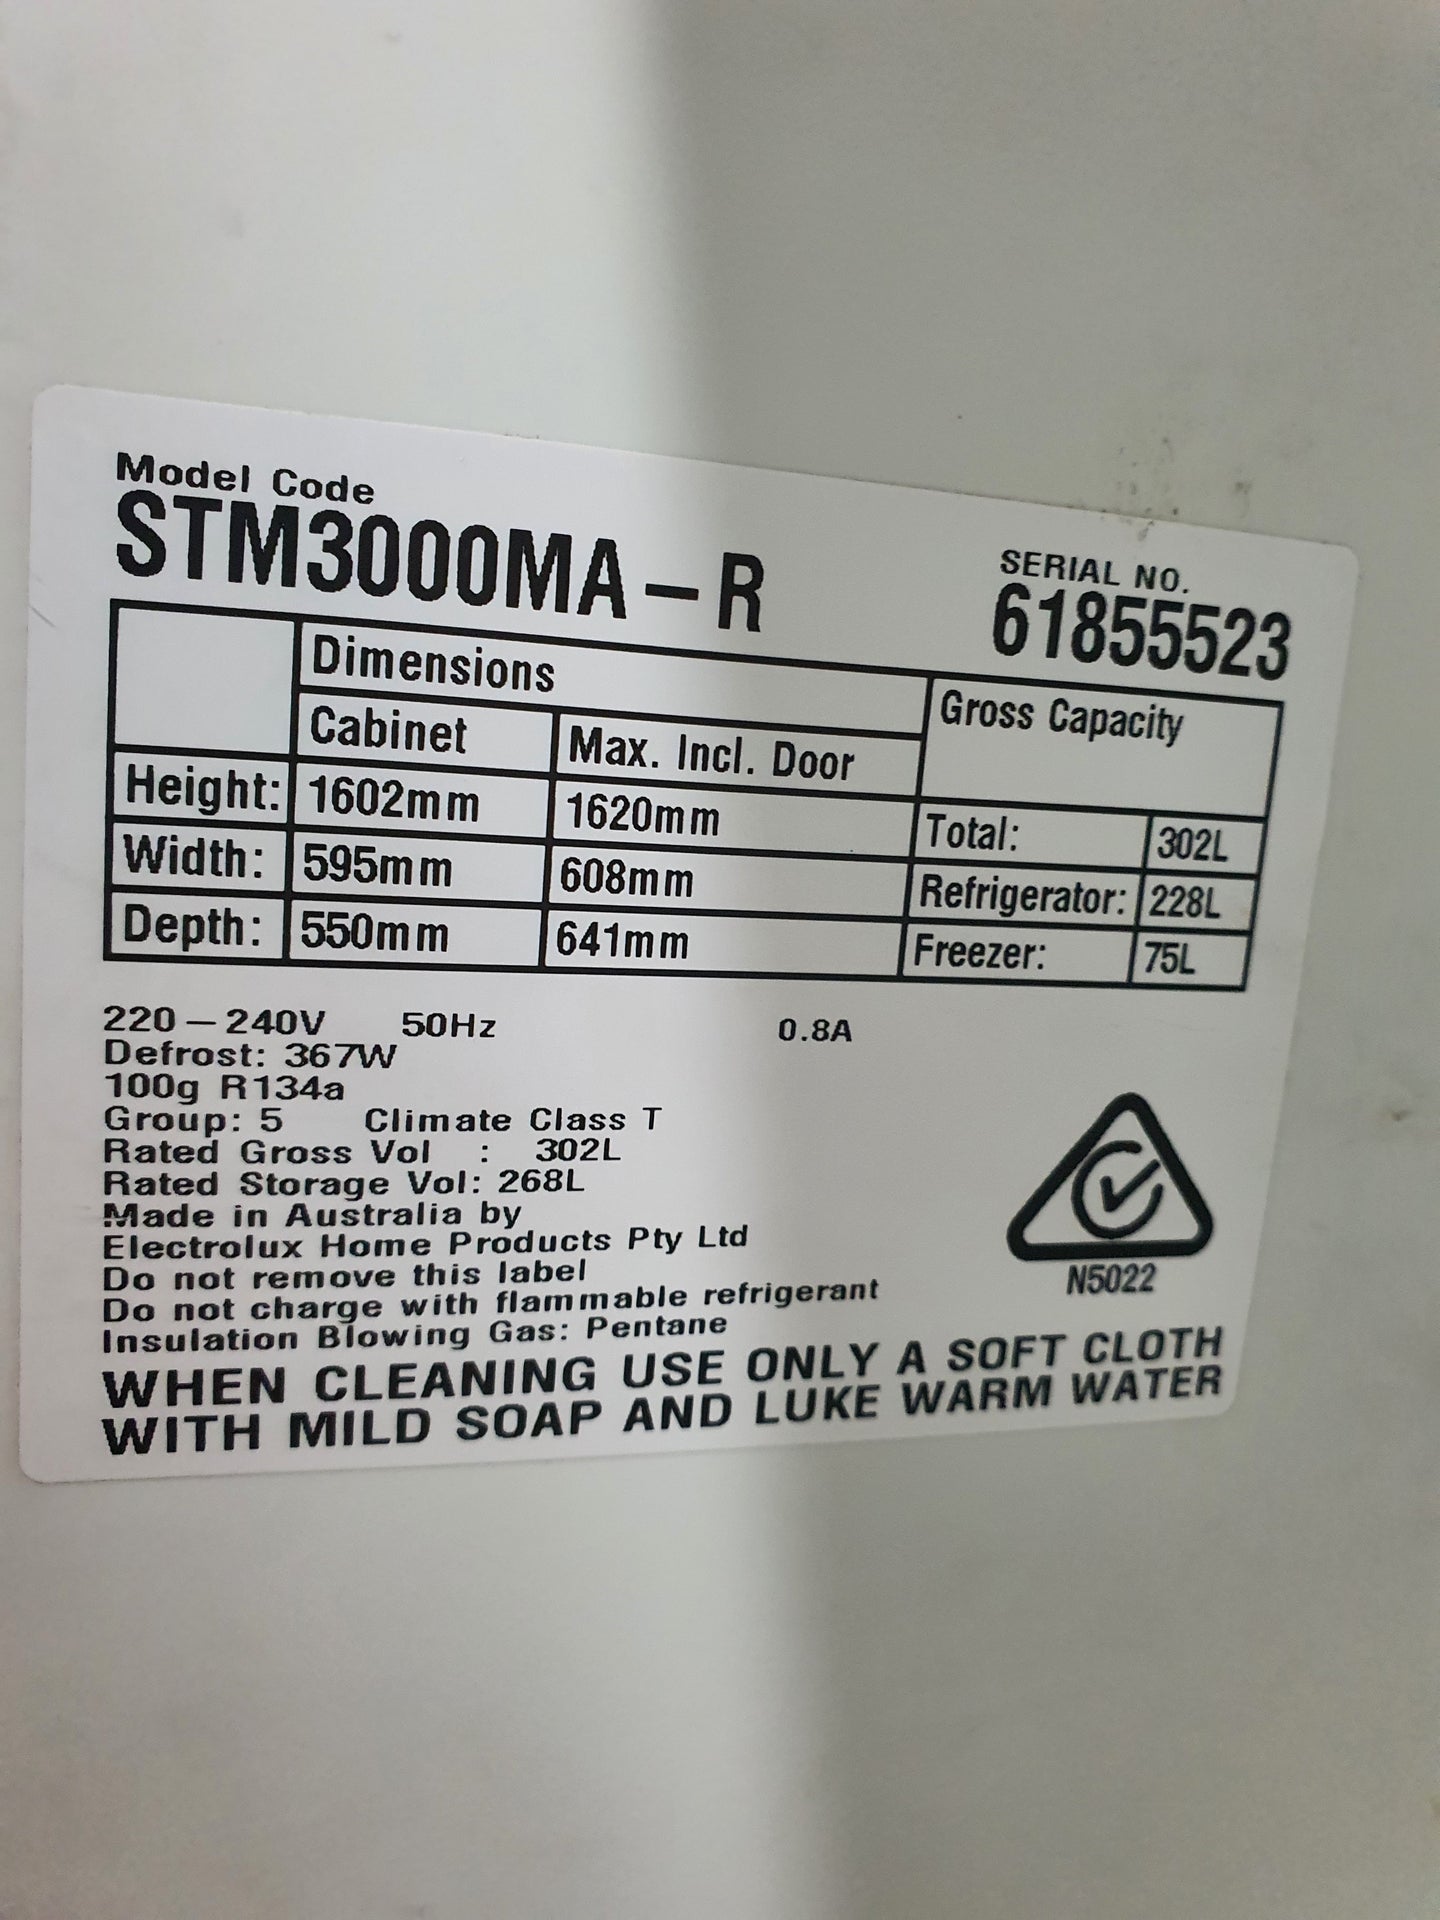 Model Code
STM3000MA-R
SERIAL NO.
61855523
Dimensions
Gross Capacity
Cabinet Max. Incl. Door
Height: 1602mm 1620mm Total: 302L
Width: 595mm 608mm Refrigerator: 228L
Depth: 550mm 641mm Freezer: 75L
220-240V 50Hz 0.8A
Defrost: 367W
100g R134a
Group: 5 Climate Class T
Rated Gross Vol : 302L
Rated Storage Vol: 268L
Made in Australia by
Electrolux Home Products Pty Ltd
Do not remove this label
Do not charge with flammable refrigerant
Insulation Blowing Gas: Pentane
N5022
WHEN CLEANING USE ONLY A SOFT CLOTH
WITH MILD SOAP AND LUKE WARM WATER